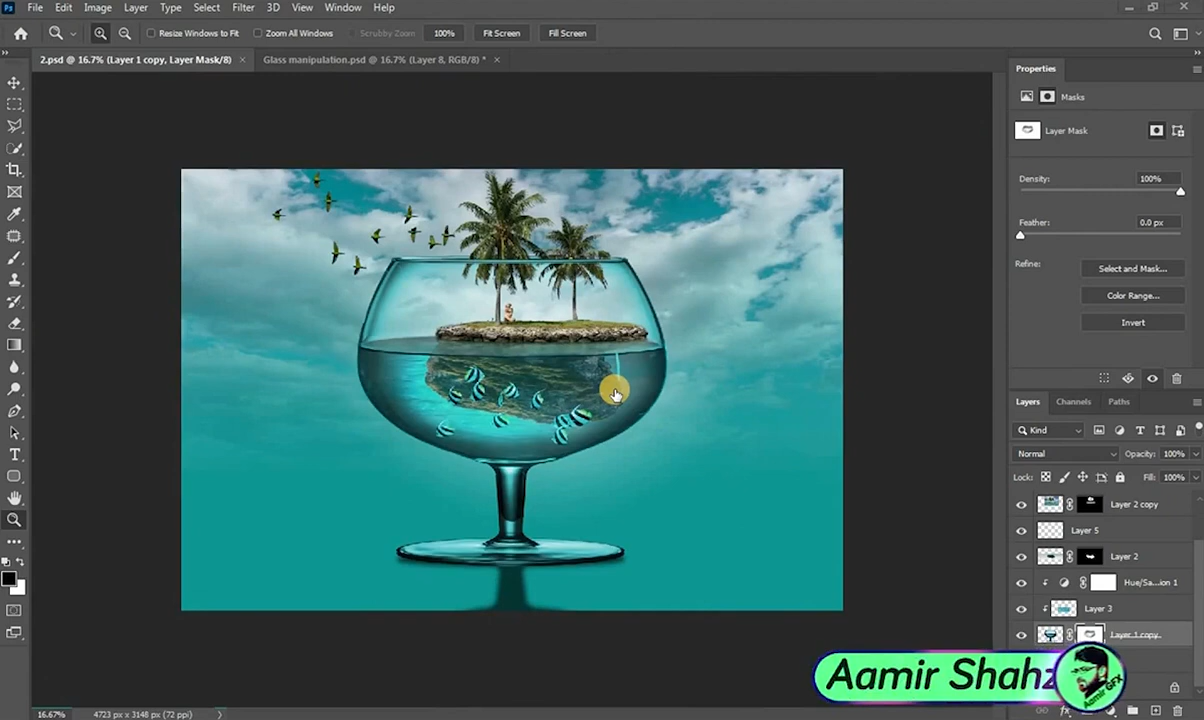 Ps File Edit Image Layer Type Select Filter 3D View Window Help
Resize Windows to Fit Zoom All Windows Scrubby Zoom 100% Fit Screen Fill Screen
2.psd @ 16.7% (Layer 1 copy, Layer Mask/8) Glass manipulation.psd @ 16.7% (Layer 8, RGB/8) *
Properties
Masks
Layer Mask
Density: 100%
Feather: 0.0 px
Refine: Select and Mask...
Color Range...
Invert
Layers Channels Paths
Kind
Normal Opacity: 100%
Lock: Fill: 100%
Layer 2 copy
Layer 5
Layer 2
Hue/Sa...ion 1
Layer 3
Layer 1 copy
Aamir Shahz
Aamir GFX
16.67% 4723 px x 3148 px (72 ppi)